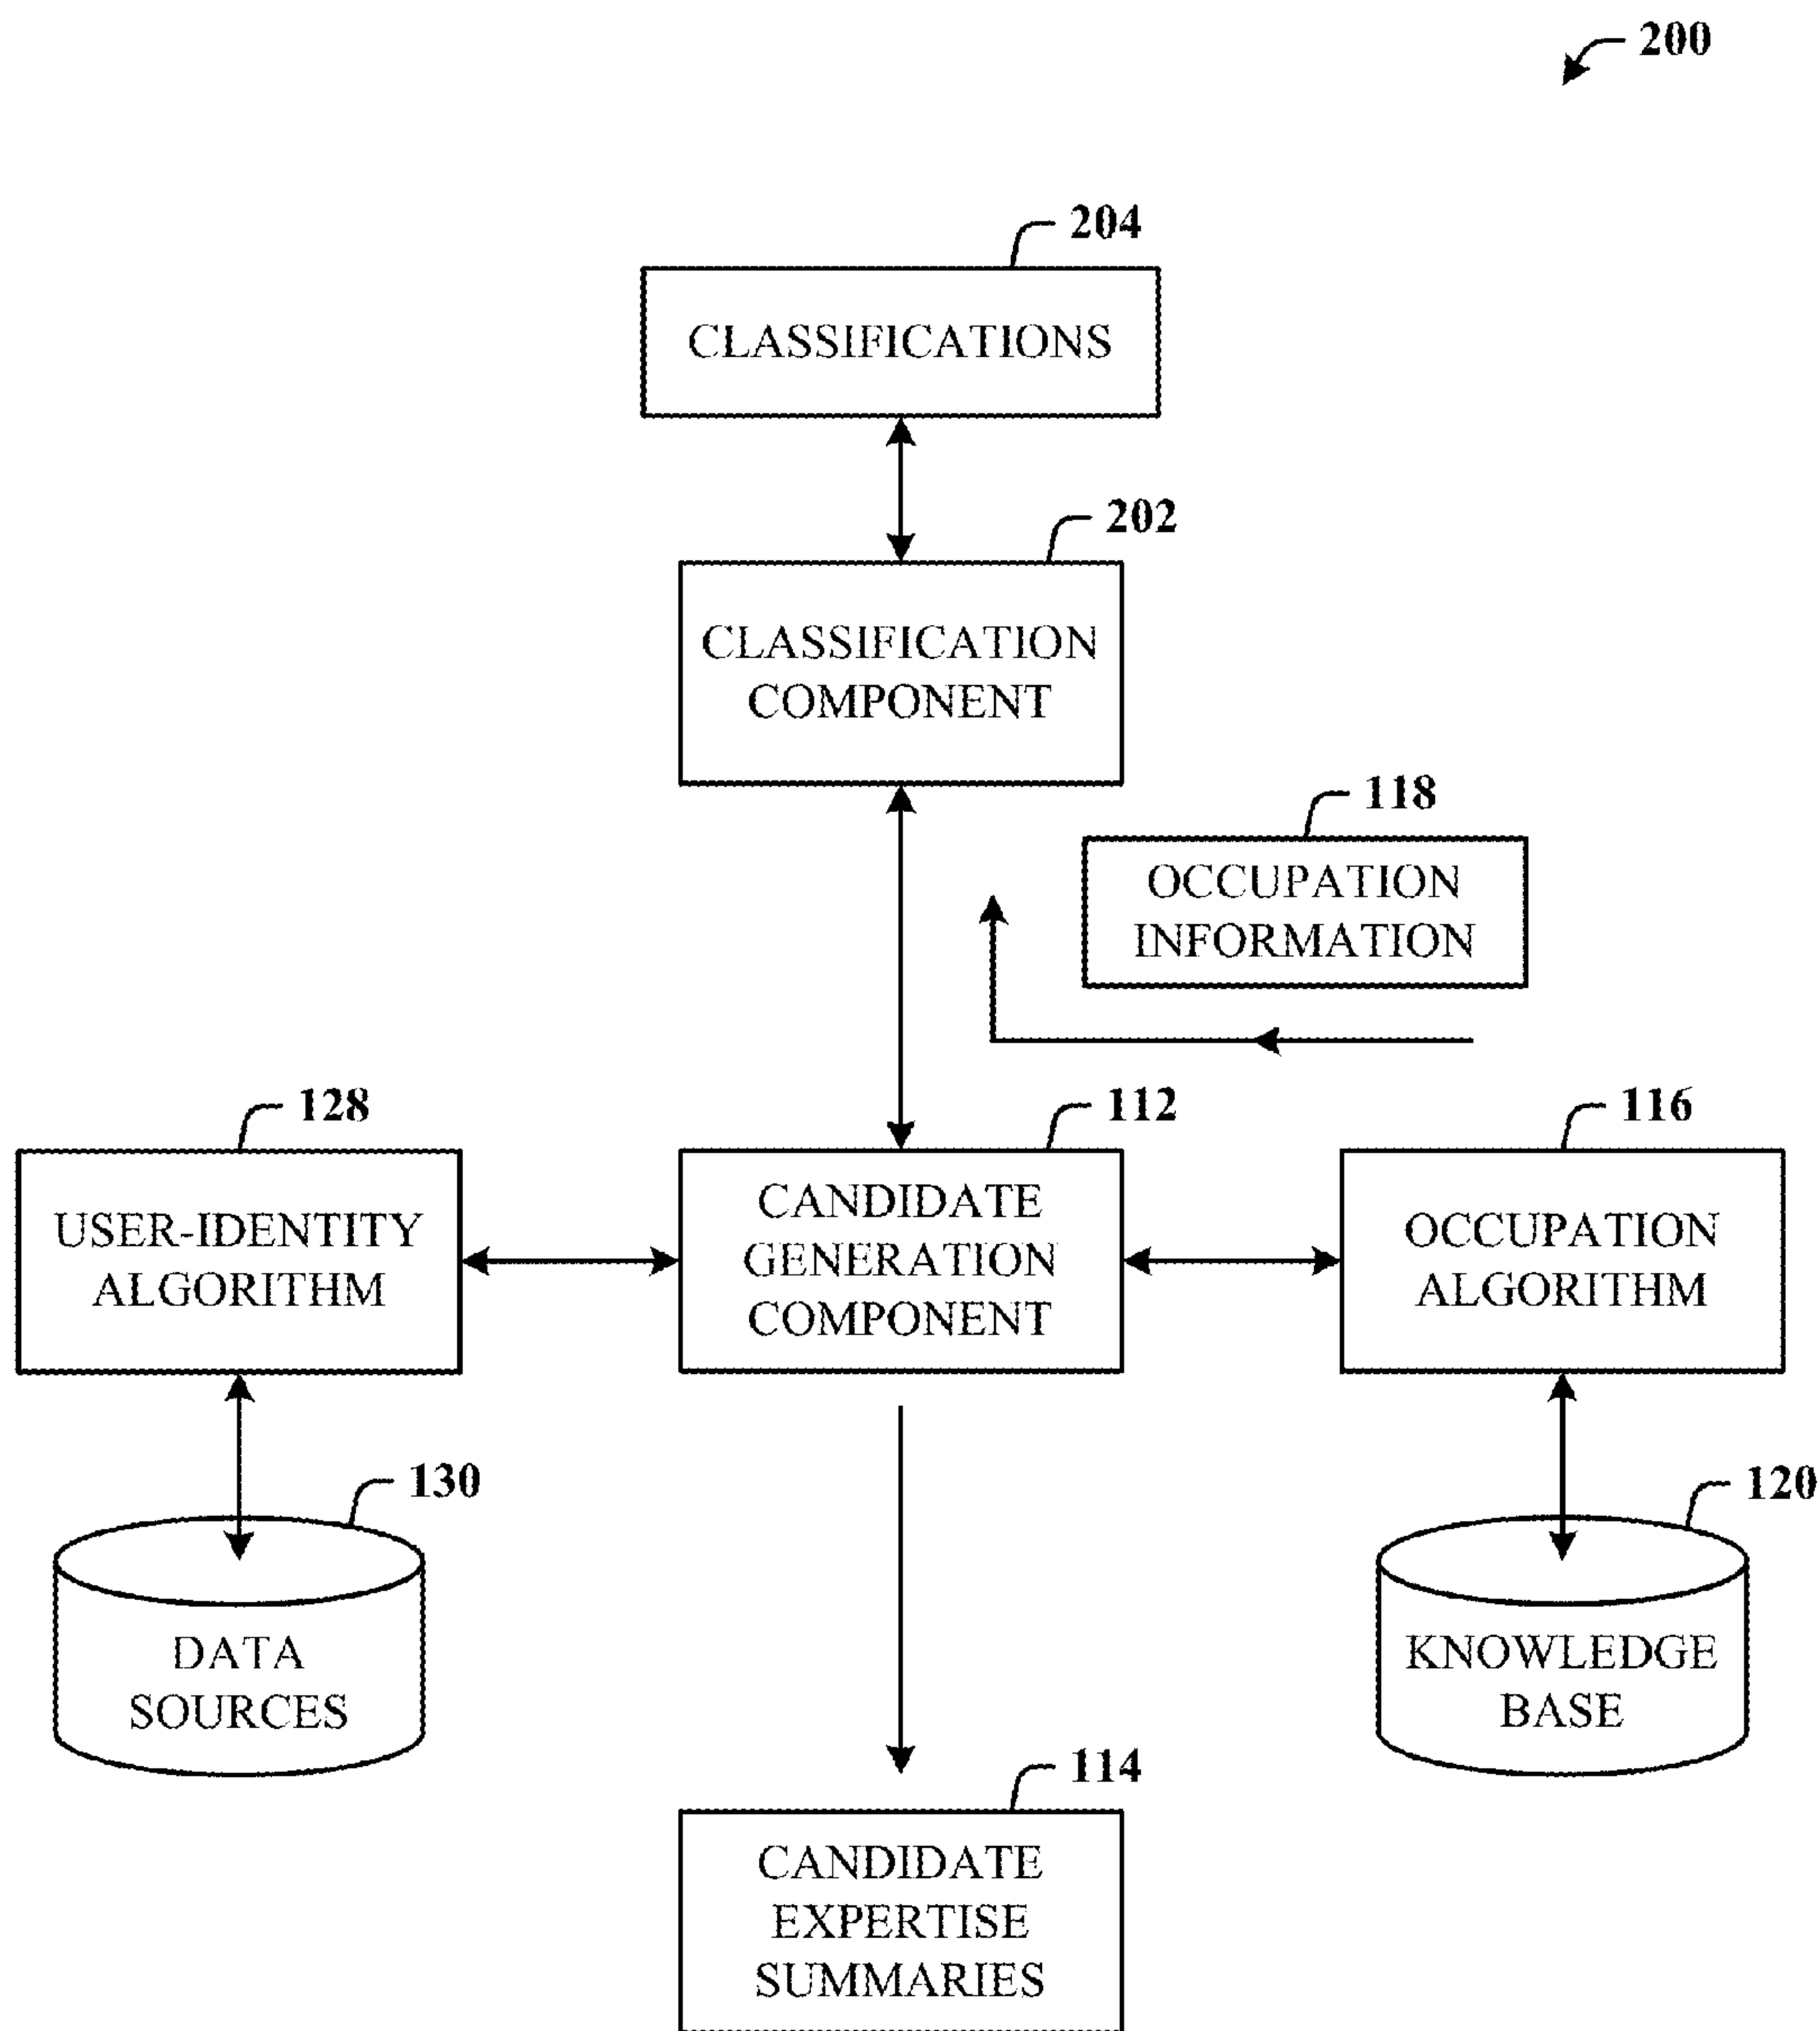 200
204
CLASSIFICATIONS
202
CLASSIFICATION
COMPONENT
118
OCCUPATION
INFORMATION
128
USER-IDENTITY
ALGORITHM
112
CANDIDATE
GENERATION
COMPONENT
116
OCCUPATION
ALGORITHM
130
DATA
SOURCES
120
KNOWLEDGE
BASE
114
CANDIDATE
EXPERTISE
SUMMARIES